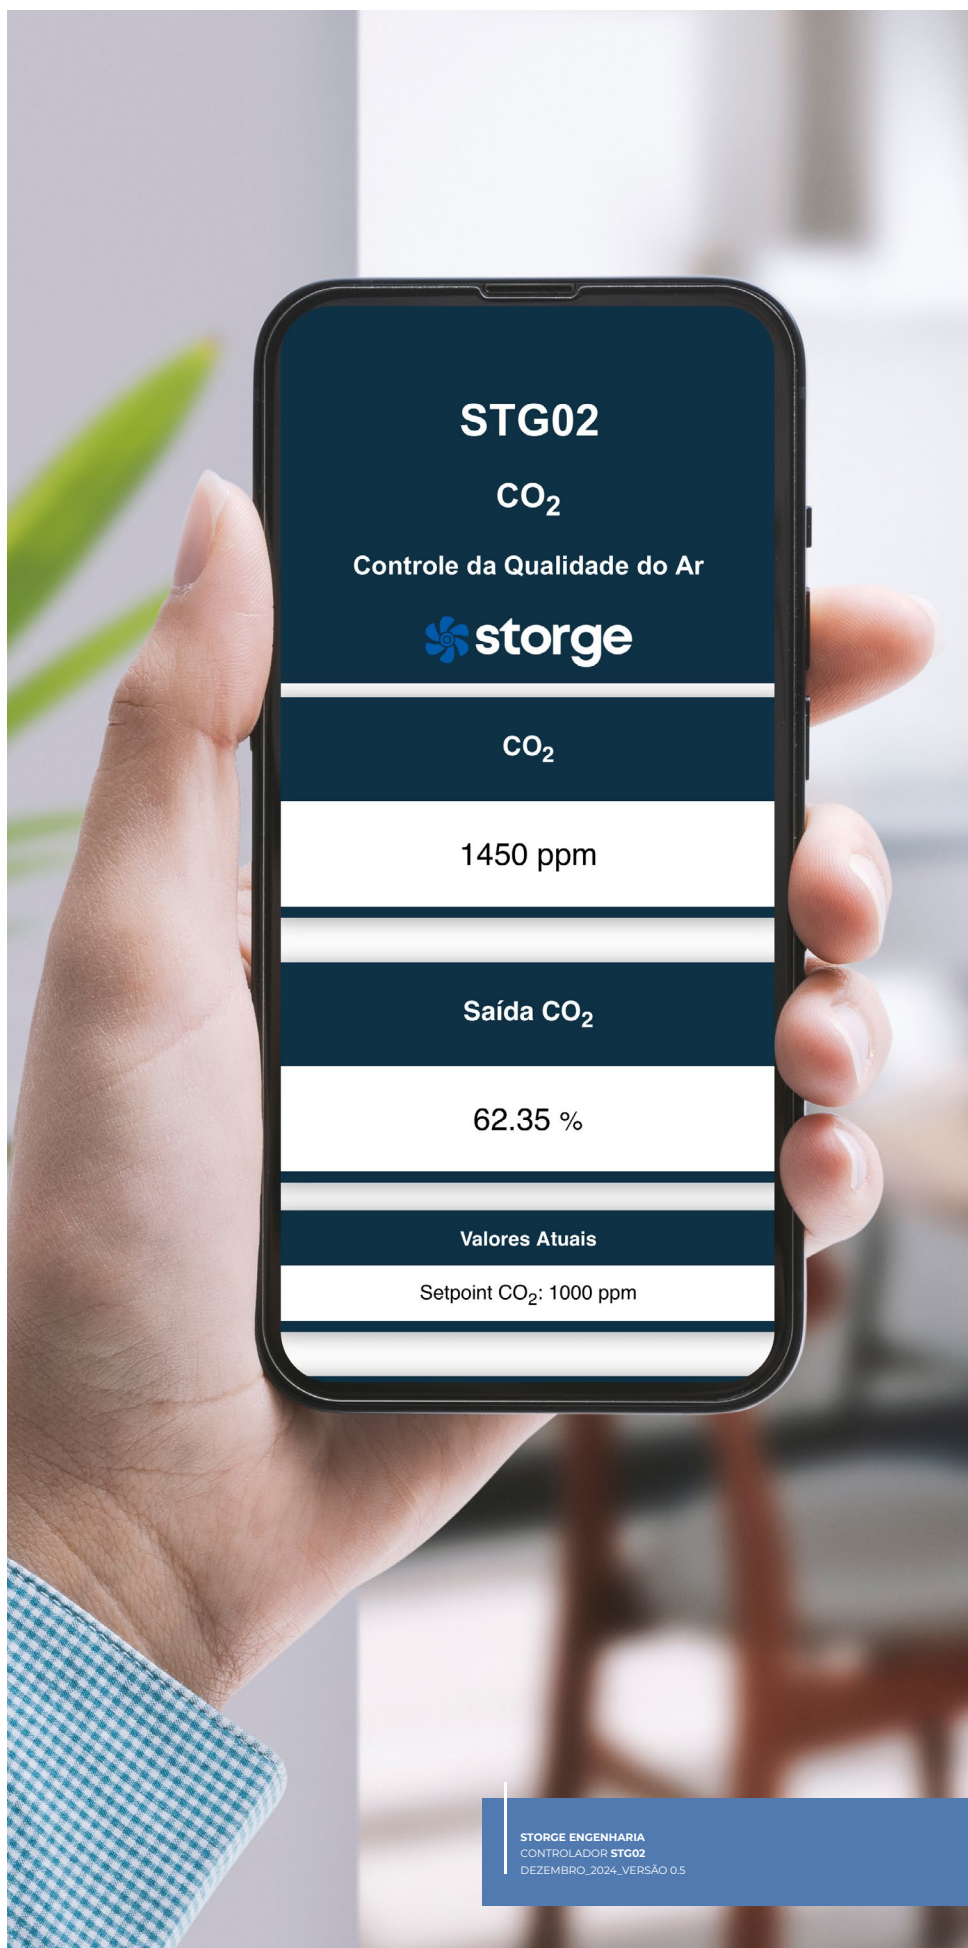 STG02
CO₂
Controle da Qualidade do Ar
storge
CO₂
1450 ppm
Saída CO₂
62.35 %
Valores Atuais
Setpoint CO₂: 1000 ppm
STORGE ENGENHARIA
CONTROLADOR STG02
DEZEMBRO_2024_VERSÃO 0.5